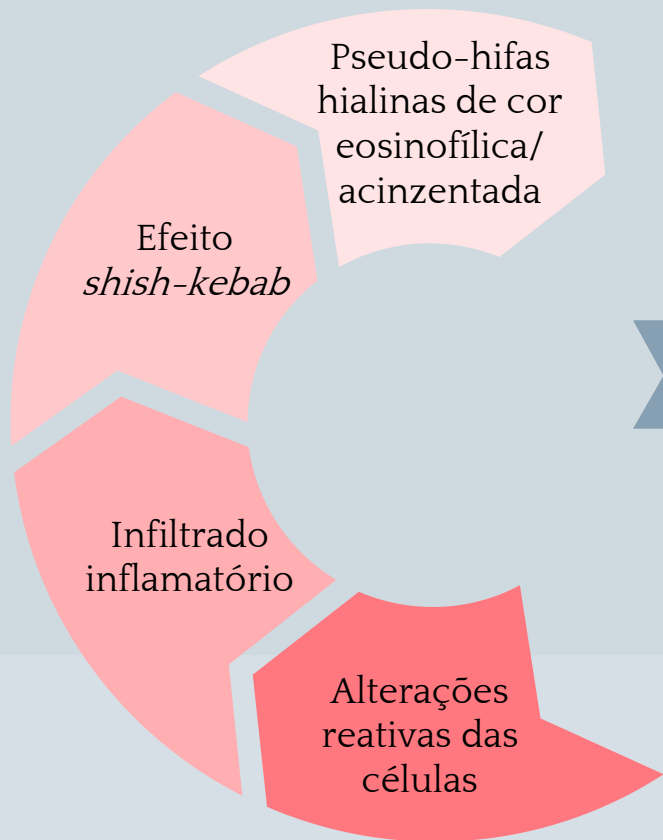 Pseudo-hifas
hialinas de cor
eosinofílica/
acinzentada
Efeito
shish-kebab
Infiltrado
inflamatório
Alterações
reativas das
células